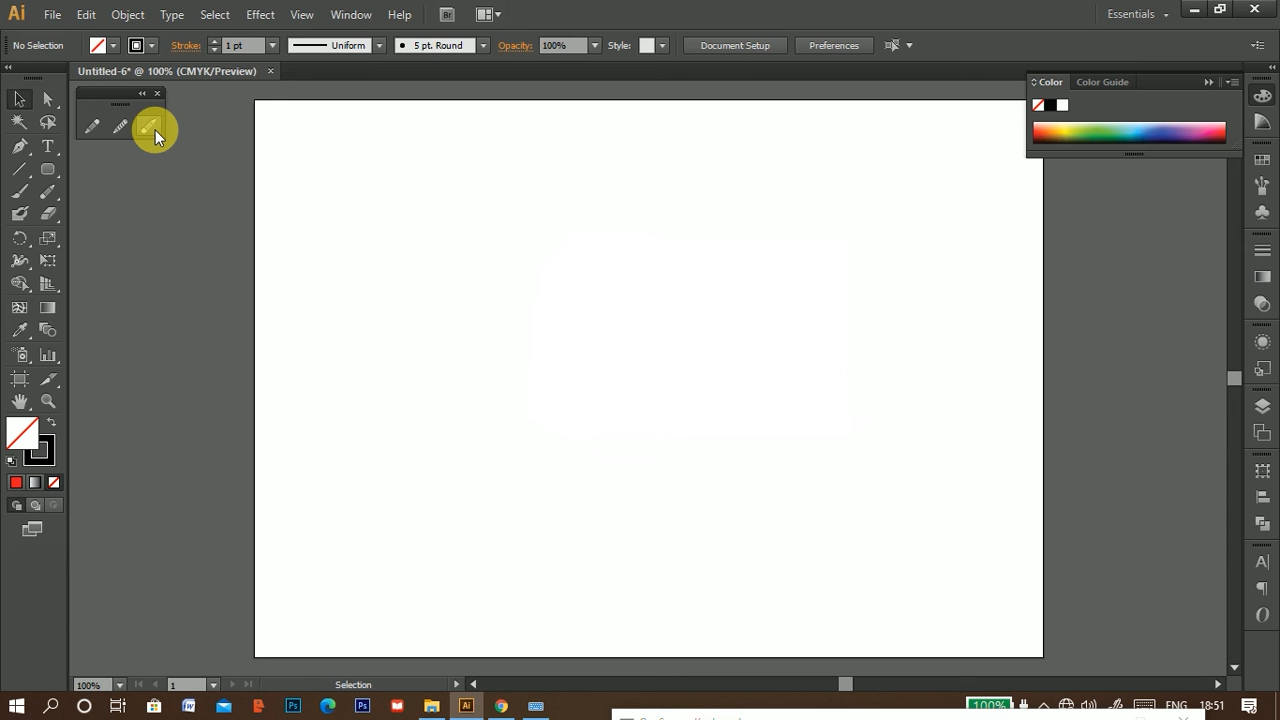 Ai File Edit Object Type Select Effect View Window Help Br Essentials
No Selection Stroke: 1 pt Uniform 5 pt. Round Opacity: 100% Style: Document Setup Preferences
Untitled-6* @ 100% (CMYK/Preview)
Color Color Guide
100% 1 Selection
100% ENG 18:51